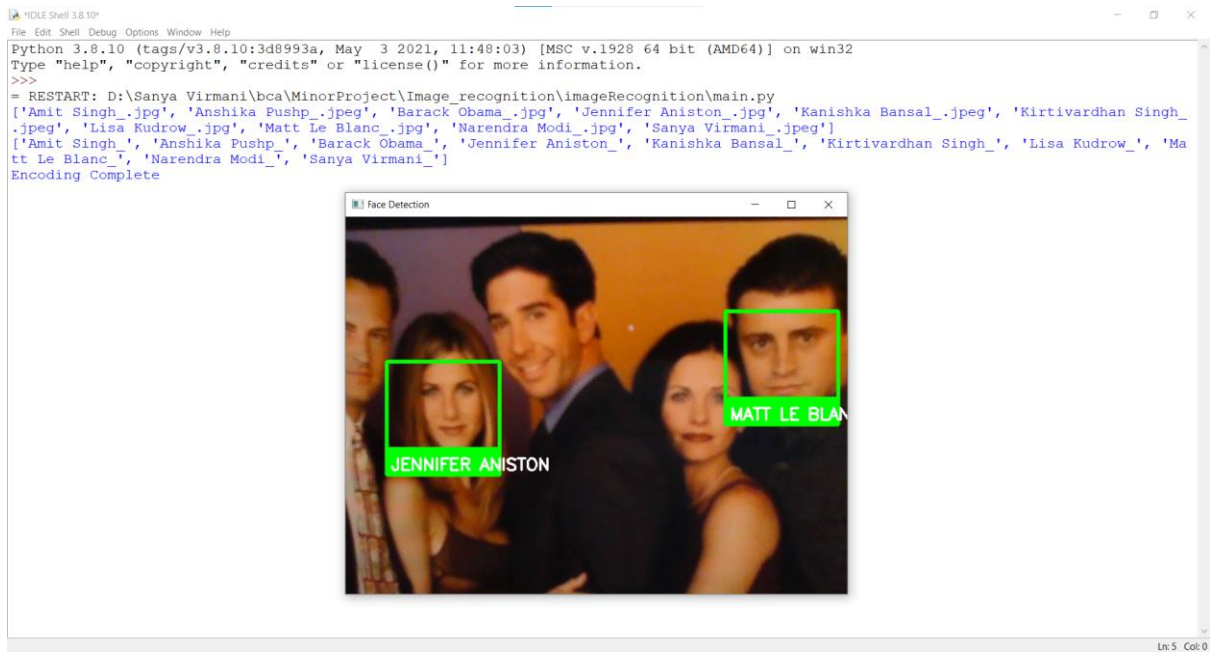 *IDLE Shell 3.8.10*
File Edit Shell Debug Options Window Help
Python 3.8.10 (tags/v3.8.10:3d8993a, May  3 2021, 11:48:03) [MSC v.1928 64 bit (AMD64)] on win32
Type "help", "copyright", "credits" or "license()" for more information.
>>>
= RESTART: D:\Sanya Virmani\bca\MinorProject\Image_recognition\imageRecognition\main.py
['Amit Singh_.jpg', 'Anshika Pushp_.jpeg', 'Barack Obama_.jpg', 'Jennifer Aniston_.jpg', 'Kanishka Bansal_.jpeg', 'Kirtivardhan Singh_
.jpeg', 'Lisa Kudrow_.jpg', 'Matt Le Blanc_.jpg', 'Narendra Modi_.jpg', 'Sanya Virmani_.jpeg']
['Amit Singh_', 'Anshika Pushp_', 'Barack Obama_', 'Jennifer Aniston_', 'Kanishka Bansal_', 'Kirtivardhan Singh_', 'Lisa Kudrow_', 'Ma
tt Le Blanc_', 'Narendra Modi_', 'Sanya Virmani_']
Encoding Complete
Face Detection
MATT LE BLAN
JENNIFER ANISTON
Ln: 5 Col: 0